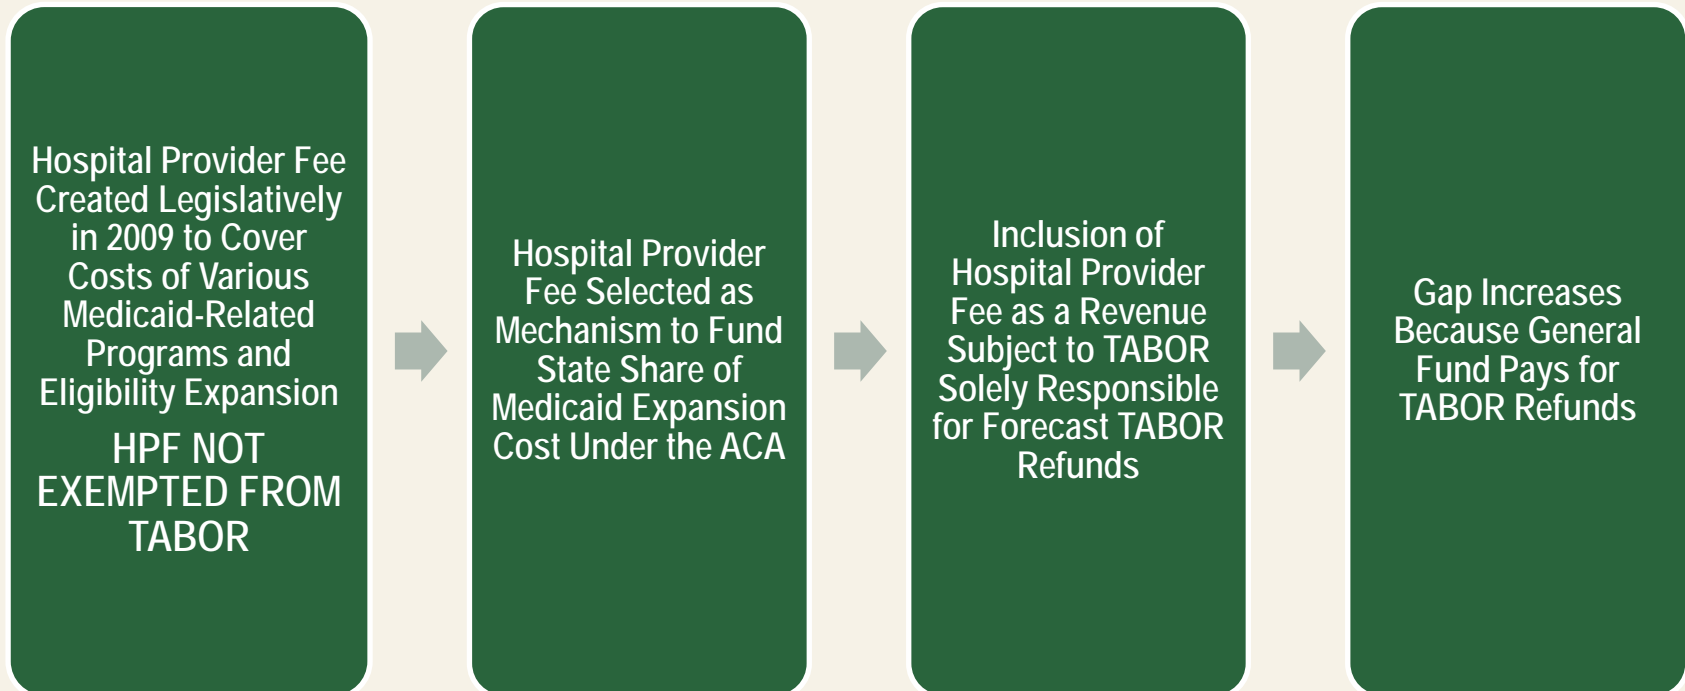 Hospital Provider Fee
Created Legislatively
in 2009 to Cover
Costs of Various
Medicaid-Related
Programs and
Eligibility Expansion
HPF NOT
EXEMPTED FROM
TABOR
Hospital Provider
Fee Selected as
Mechanism to Fund
State Share of
Medicaid Expansion
Cost Under the ACA
Inclusion of
Hospital Provider
Fee as a Revenue
Subject to TABOR
Solely Responsible
for Forecast TABOR
Refunds
Gap Increases
Because General
Fund Pays for
TABOR Refunds